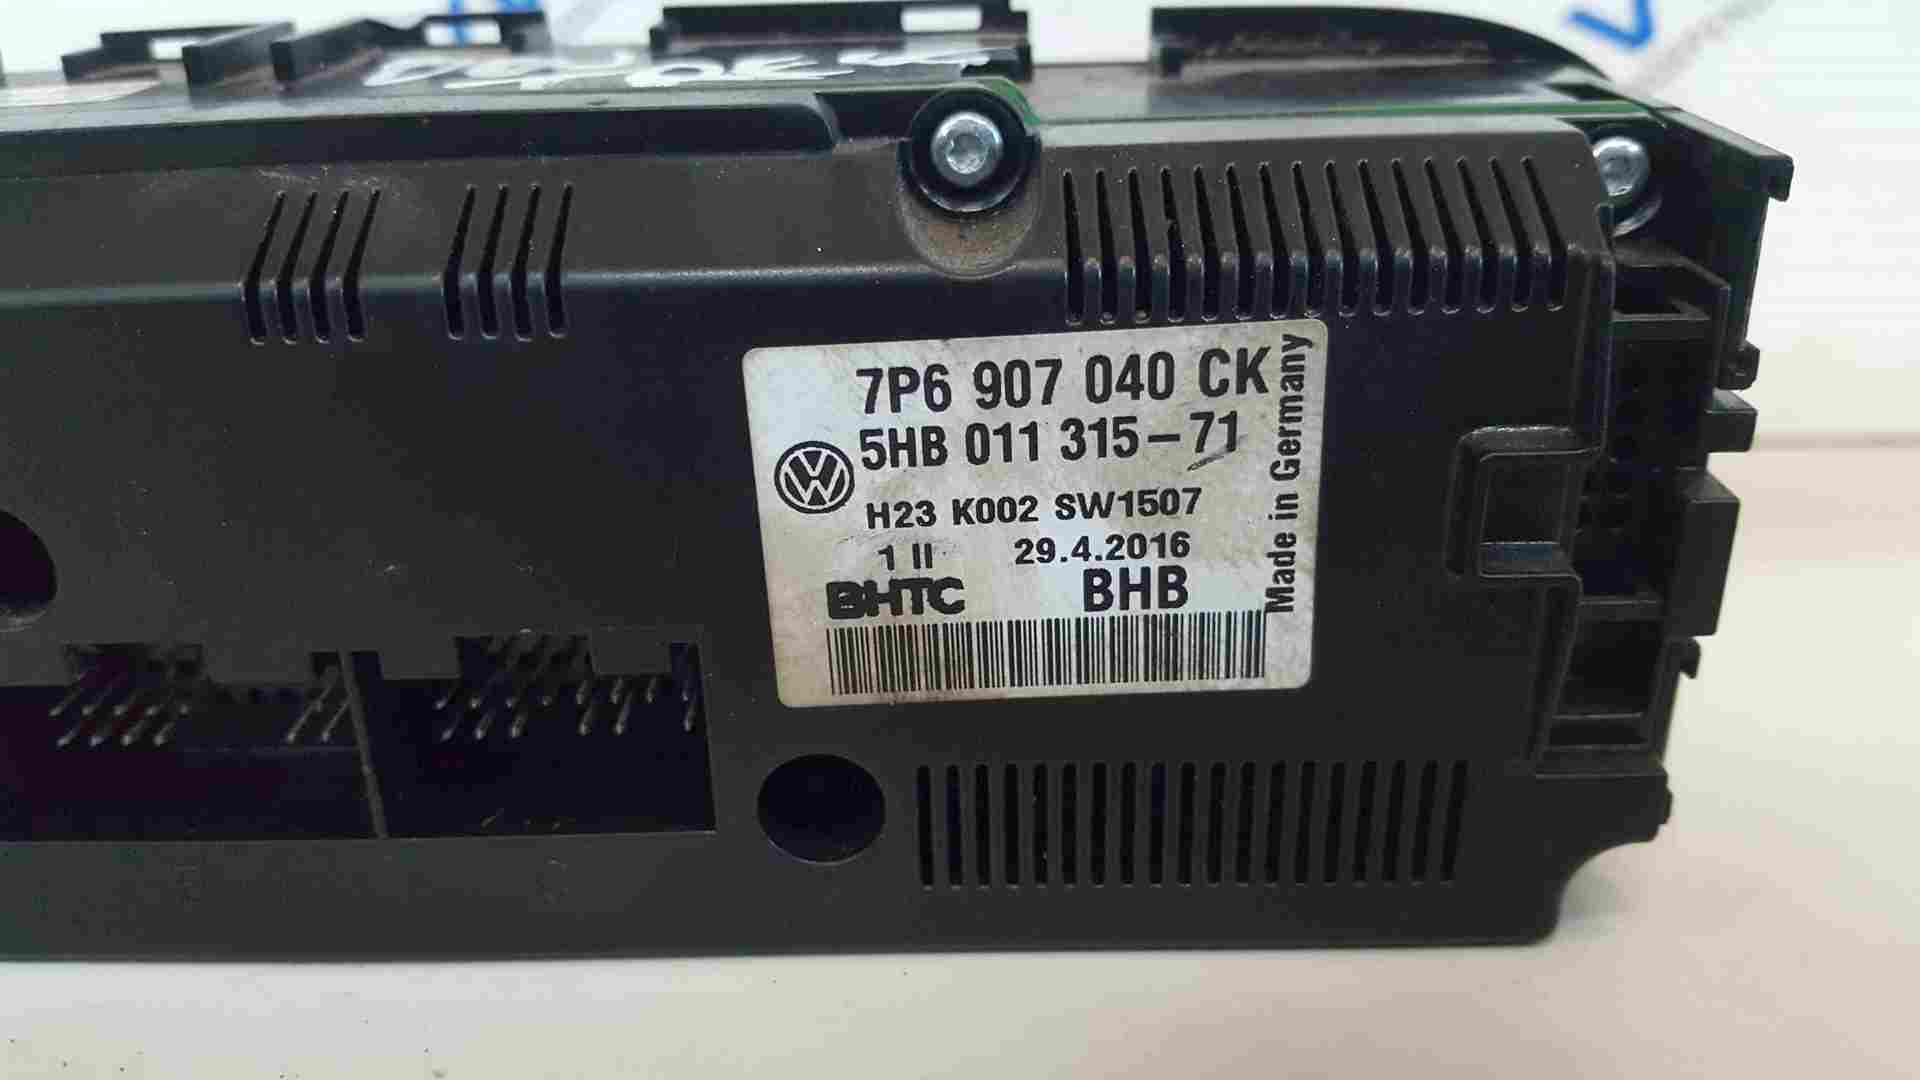 7P6 907 040 CK
5HB 011 315-71
H23 K002 SW1507
1 II 29.4.2016
BHTC BHB
Made in Germany